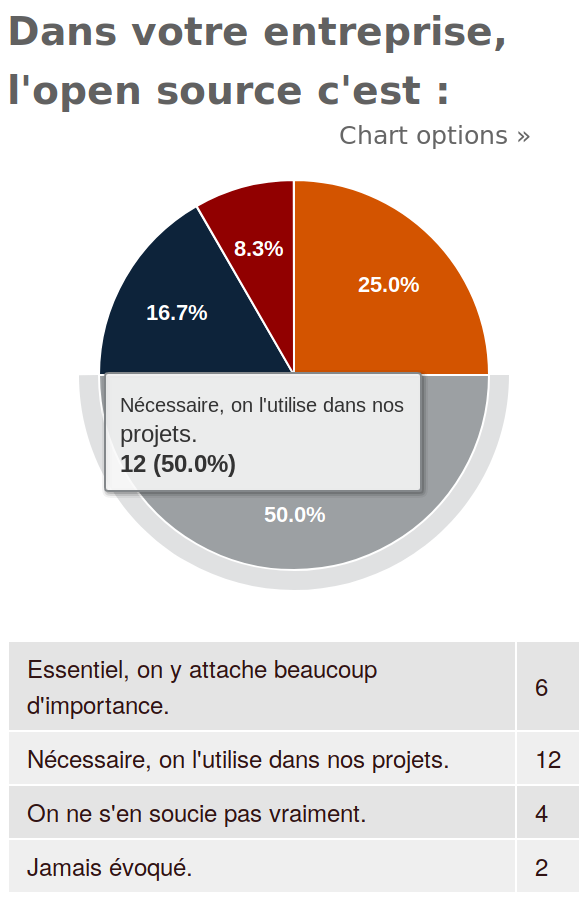 Dans votre entreprise,
l'open source c'est :
Chart options »
8.3%
25.0%
16.7%
Nécessaire, on l'utilise dans nos
projets.
12 (50.0%)
50.0%
Essentiel, on y attache beaucoup
d'importance.
6
Nécessaire, on l'utilise dans nos projets.
12
On ne s'en soucie pas vraiment.
4
Jamais évoqué.
2